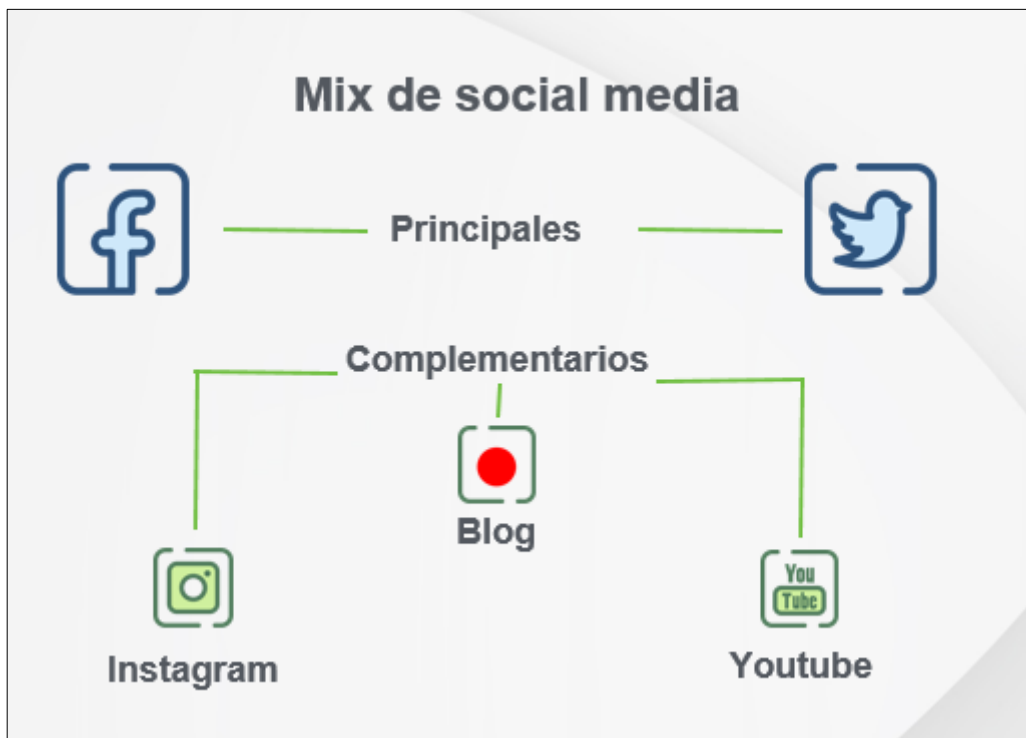 Mix de social media
Principales
Complementarios
Blog
You
Tube
Instagram
Youtube